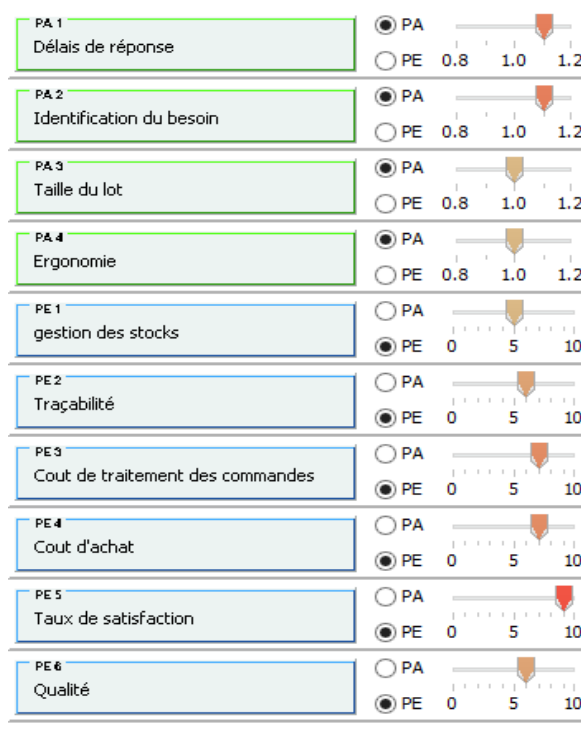 PA 1
Délais de réponse
PA
PE 0.8 1.0 1.2
PA 2
Identification du besoin
PA
PE 0.8 1.0 1.2
PA 3
Taille du lot
PA
PE 0.8 1.0 1.2
PA 4
Ergonomie
PA
PE 0.8 1.0 1.2
PE 1
gestion des stocks
PA
PE 0 5 10
PE 2
Traçabilité
PA
PE 0 5 10
PE 3
Cout de traitement des commandes
PA
PE 0 5 10
PE 4
Cout d'achat
PA
PE 0 5 10
PE 5
Taux de satisfaction
PA
PE 0 5 10
PE 6
Qualité
PA
PE 0 5 10